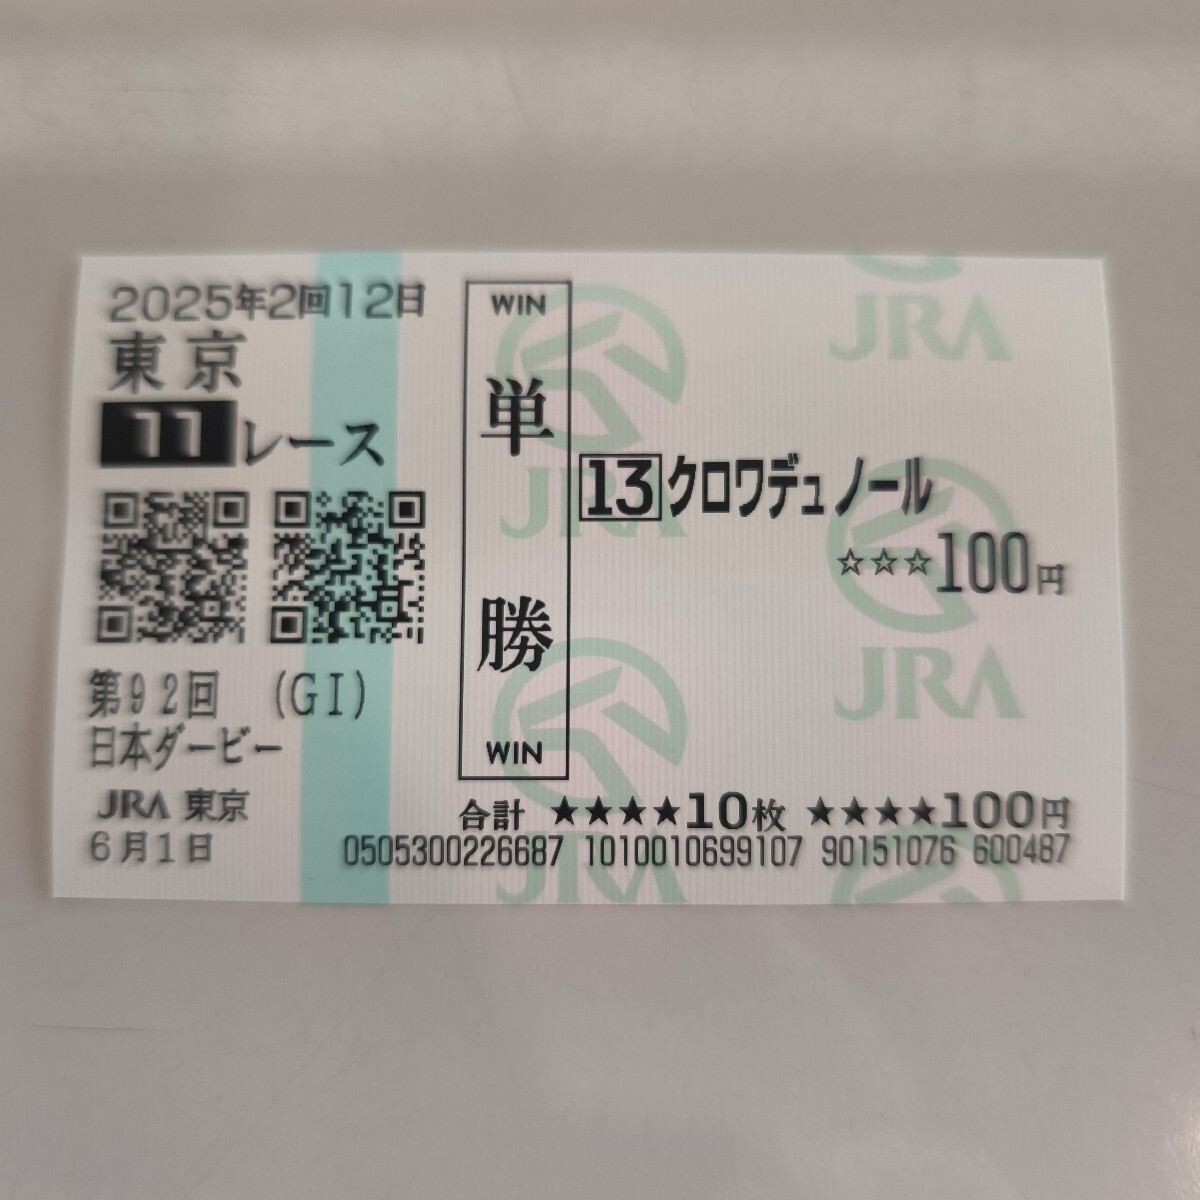 2025年2回12日
東京
11レース
第92回 (GI)
日本ダービー
JRA 東京
6月1日
WIN
単勝
WIN
13 クロワデュノール
☆☆☆100円
合計 ★★★★10枚 ★★★★100円
0505300226687 1010010699107 90151076 600487
JRA
JRA
JRA
JRA